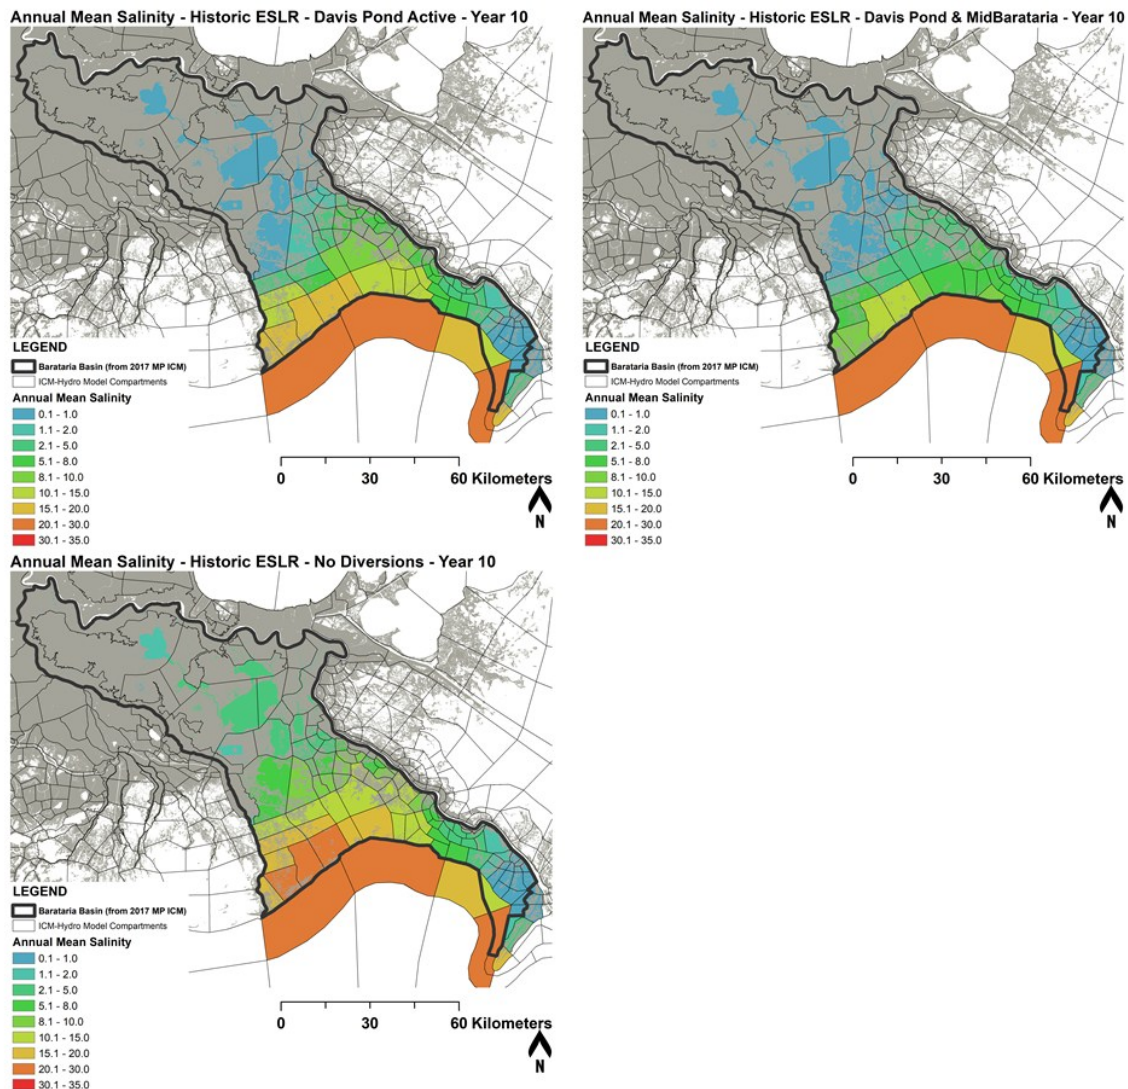 Annual Mean Salinity - Historic ESLR - Davis Pond Active - Year 10
LEGEND
Barataria Basin (from 2017 MP ICM)
ICM-Hydro Model Compartments
Annual Mean Salinity
0.1 - 1.0
1.1 - 2.0
2.1 - 5.0
5.1 - 8.0
8.1 - 10.0
10.1 - 15.0
15.1 - 20.0
20.1 - 30.0
30.1 - 35.0
0 30 60 Kilometers
N
Annual Mean Salinity - Historic ESLR - Davis Pond & MidBarataria - Year 10
LEGEND
Barataria Basin (from 2017 MP ICM)
ICM-Hydro Model Compartments
Annual Mean Salinity
0.1 - 1.0
1.1 - 2.0
2.1 - 5.0
5.1 - 8.0
8.1 - 10.0
10.1 - 15.0
15.1 - 20.0
20.1 - 30.0
30.1 - 35.0
0 30 60 Kilometers
N
Annual Mean Salinity - Historic ESLR - No Diversions - Year 10
LEGEND
Barataria Basin (from 2017 MP ICM)
ICM-Hydro Model Compartments
Annual Mean Salinity
0.1 - 1.0
1.1 - 2.0
2.1 - 5.0
5.1 - 8.0
8.1 - 10.0
10.1 - 15.0
15.1 - 20.0
20.1 - 30.0
30.1 - 35.0
0 30 60 Kilometers
N